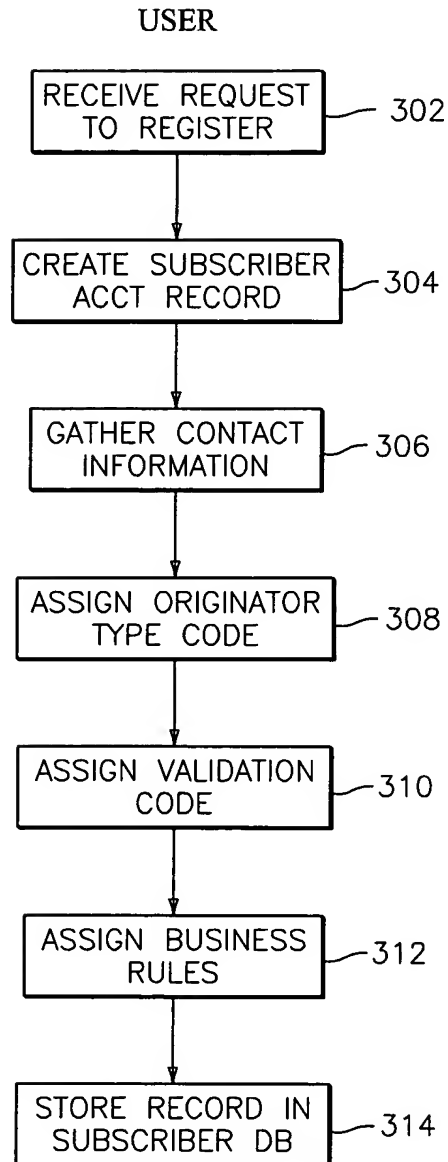 USER
RECEIVE REQUEST
TO REGISTER
302
CREATE SUBSCRIBER
ACCT RECORD
304
GATHER CONTACT
INFORMATION
306
ASSIGN ORIGINATOR
TYPE CODE
308
ASSIGN VALIDATION
CODE
310
ASSIGN BUSINESS
RULES
312
STORE RECORD IN
SUBSCRIBER DB
314